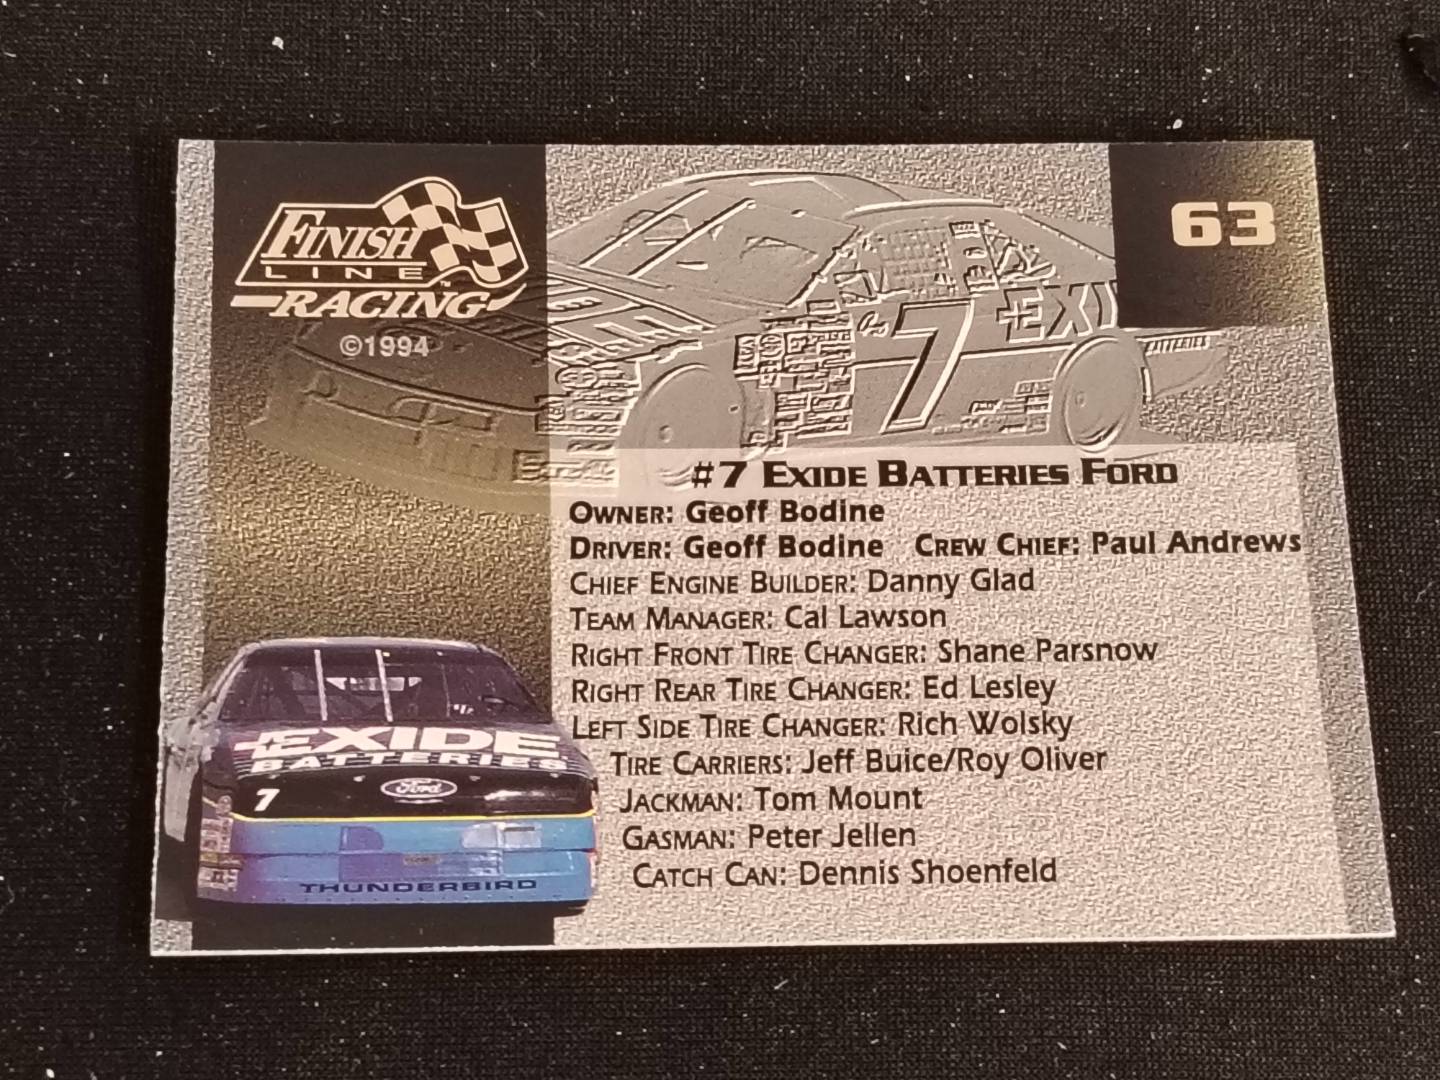 FINISH
LINE™
RACING
©1994
63
7
EXI
BATTERIES
#7 EXIDE BATTERIES FORD
OWNER: Geoff Bodine
DRIVER: Geoff Bodine CREW CHIEF: Paul Andrews
CHIEF ENGINE BUILDER: Danny Glad
TEAM MANAGER: Cal Lawson
RIGHT FRONT TIRE CHANGER: Shane Parsnow
RIGHT REAR TIRE CHANGER: Ed Lesley
LEFT SIDE TIRE CHANGER: Rich Wolsky
TIRE CARRIERS: Jeff Buice/Roy Oliver
JACKMAN: Tom Mount
GASMAN: Peter Jellen
CATCH CAN: Dennis Shoenfeld
EXIDE
BATTERIES
Ford
7
THUNDERBIRD